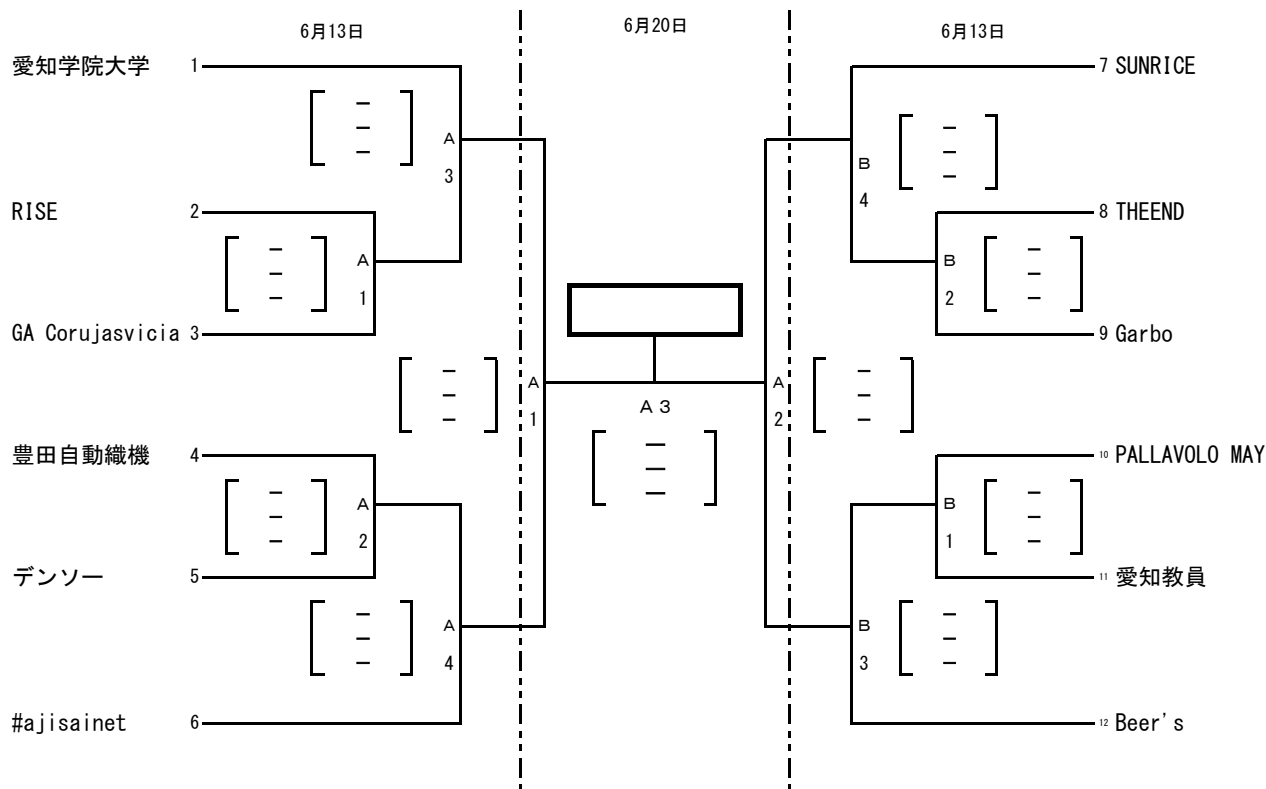 6月13日
6月20日
6月13日
愛知学院大学 1
7 SUNRICE
- - -
A 3
B 4
- - -
RISE 2
8 THEEND
- - -
A 1
B 2
- - -
GA Corujasvicia 3
9 Garbo
- - -
A 1
A 3
- - -
A 2
- - -
豊田自動織機 4
10 PALLAVOLO MAY
- - -
A 2
B 1
- - -
デンソー 5
11 愛知教員
- - -
A 4
B 3
- - -
#ajisainet 6
12 Beer's